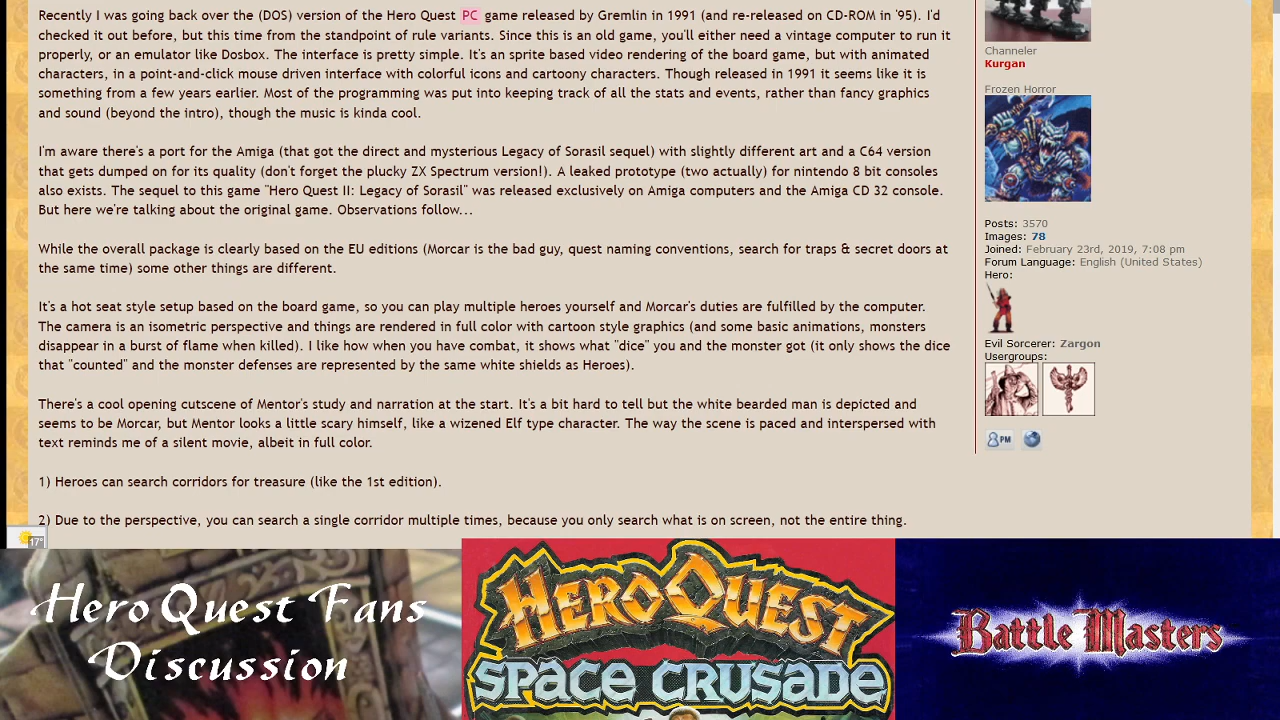 Recently I was going back over the (DOS) version of the Hero Quest PC game released by Gremlin in 1991 (and re-released on CD-ROM in '95). I'd
checked it out before, but this time from the standpoint of rule variants. Since this is an old game, you'll either need a vintage computer to run it
properly, or an emulator like Dosbox. The interface is pretty simple. It's an sprite based video rendering of the board game, but with animated
characters, in a point-and-click mouse driven interface with colorful icons and cartoony characters. Though released in 1991 it seems like it is
something from a few years earlier. Most of the programming was put into keeping track of all the stats and events, rather than fancy graphics
and sound (beyond the intro), though the music is kinda cool.
I'm aware there's a port for the Amiga (that got the direct and mysterious Legacy of Sorasil sequel) with slightly different art and a C64 version
that gets dumped on for its quality (don't forget the plucky ZX Spectrum version!). A leaked prototype (two actually) for nintendo 8 bit consoles
also exists. The sequel to this game "Hero Quest II: Legacy of Sorasil" was released exclusively on Amiga computers and the Amiga CD 32 console.
But here we're talking about the original game. Observations follow...
While the overall package is clearly based on the EU editions (Morcar is the bad guy, quest naming conventions, search for traps & secret doors at
the same time) some other things are different.
It's a hot seat style setup based on the board game, so you can play multiple heroes yourself and Morcar's duties are fulfilled by the computer.
The camera is an isometric perspective and things are rendered in full color with cartoon style graphics (and some basic animations, monsters
disappear in a burst of flame when killed). I like how when you have combat, it shows what "dice" you and the monster got (it only shows the dice
that "counted" and the monster defenses are represented by the same white shields as Heroes).
There's a cool opening cutscene of Mentor's study and narration at the start. It's a bit hard to tell but the white bearded man is depicted and
seems to be Morcar, but Mentor looks a little scary himself, like a wizened Elf type character. The way the scene is paced and interspersed with
text reminds me of a silent movie, albeit in full color.
1) Heroes can search corridors for treasure (like the 1st edition).
2) Due to the perspective, you can search a single corridor multiple times, because you only search what is on screen, not the entire thing.
Channeler
Kurgan
Frozen Horror
Posts: 3570
Images: 78
Joined: February 23rd, 2019, 7:08 pm
Forum Language: English (United States)
Hero:
Evil Sorcerer: Zargon
Usergroups:
PM
17°
HeroQuest Fans
Discussion
HEROQUEST
SPACE CRUSADE
Battle Masters